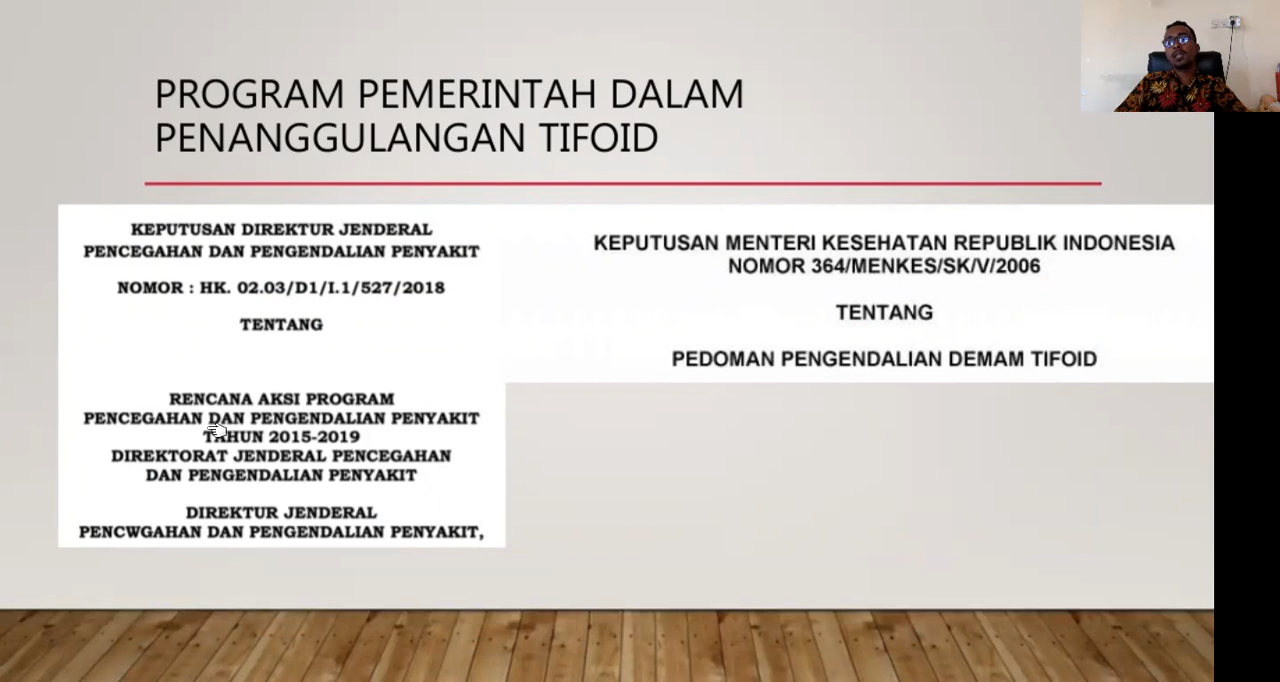 PROGRAM PEMERINTAH DALAM
PENANGGULANGAN TIFOID
KEPUTUSAN DIREKTUR JENDERAL
PENCEGAHAN DAN PENGENDALIAN PENYAKIT
NOMOR : HK. 02.03/D1/I.1/527/2018
TENTANG
RENCANA AKSI PROGRAM
PENCEGAHAN DAN PENGENDALIAN PENYAKIT
TAHUN 2015-2019
DIREKTORAT JENDERAL PENCEGAHAN
DAN PENGENDALIAN PENYAKIT
DIREKTUR JENDERAL
PENCWGAHAN DAN PENGENDALIAN PENYAKIT,
KEPUTUSAN MENTERI KESEHATAN REPUBLIK INDONESIA
NOMOR 364/MENKES/SK/V/2006
TENTANG
PEDOMAN PENGENDALIAN DEMAM TIFOID